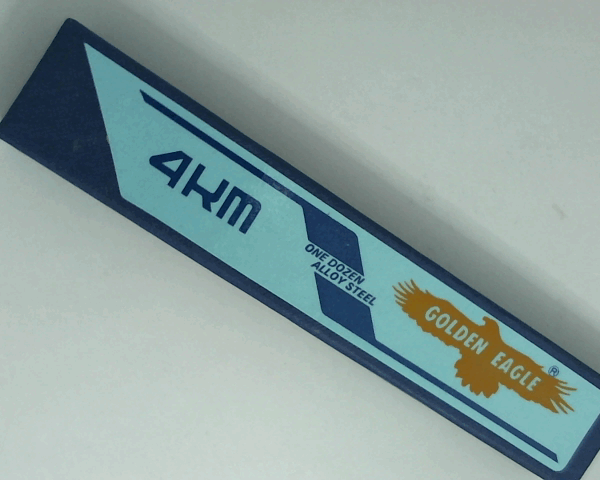 4KM
ONE DOZEN
ALLOY STEEL
GOLDEN EAGLE ®